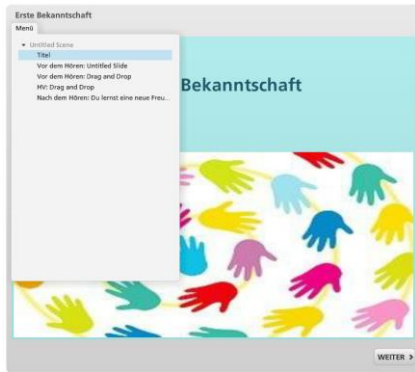 Erste Bekanntschaft
Menü
Untitled Scene
Titel
Vor dem Hören: Untitled Slide
Vor dem Hören: Drag and Drop
HV: Drag and Drop
Nach dem Hören: Du lernst eine neue Freu...
Bekanntschaft
WEITER >